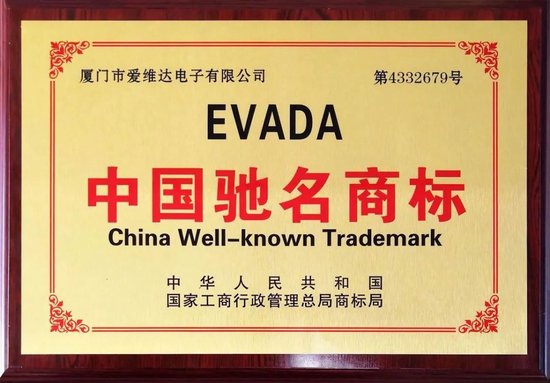 厦门市爱维达电子有限公司 第4332679号
EVADA
中国驰名商标
China Well-known Trademark
中华人民共和国
国家工商行政管理总局商标局